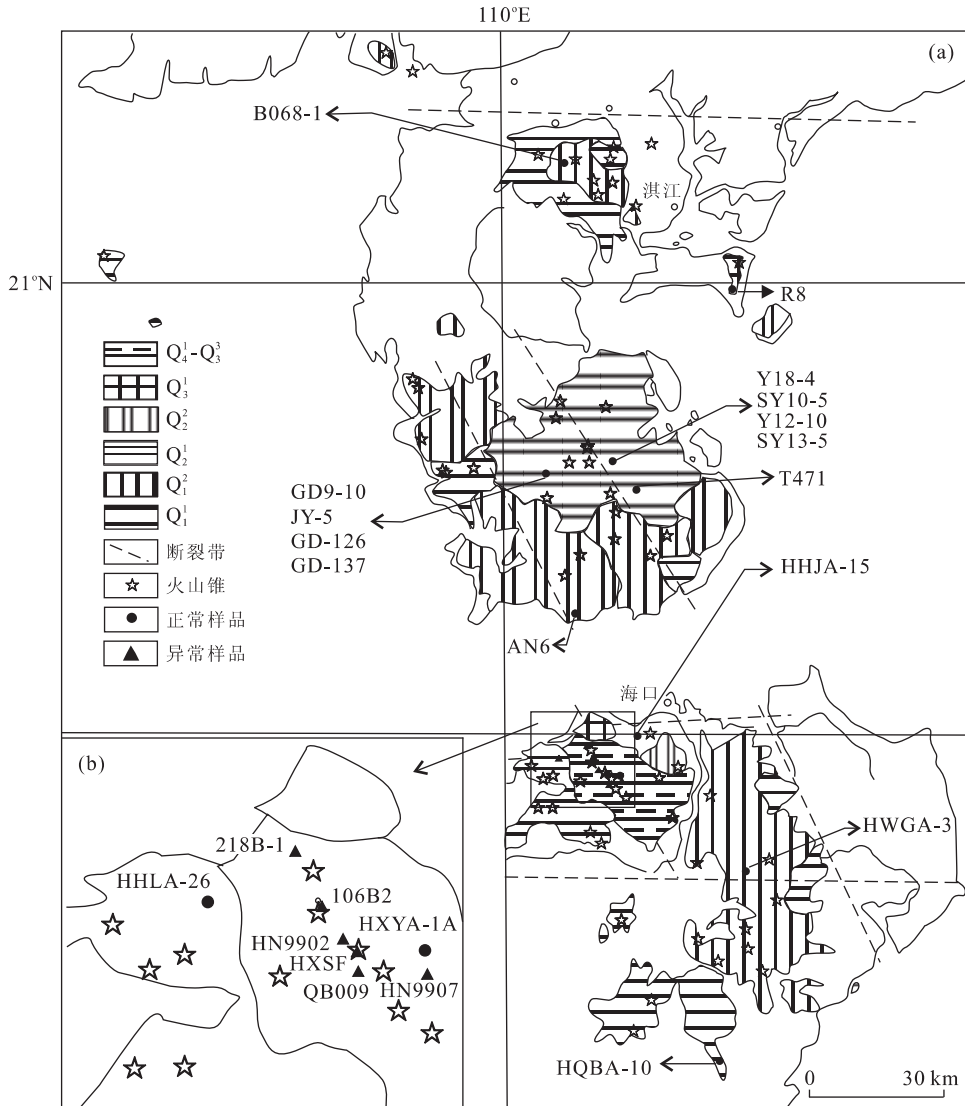 110°E
(a)
B068-1
淇江
21°N
R8
Q₄¹-Q₃³
Q₃¹
Q₂²
Q₂¹
Q₁²
Q₁¹
断裂带
火山锥
正常样品
异常样品
Y18-4
SY10-5
Y12-10
SY13-5
T471
GD9-10
JY-5
GD-126
GD-137
HHJA-15
AN6
海口
(b)
218B-1
HHLA-26
106B2
HN9902
HXYA-1A
HXSF
QB009
HN9907
HWGA-3
HQBA-10
0 30 km